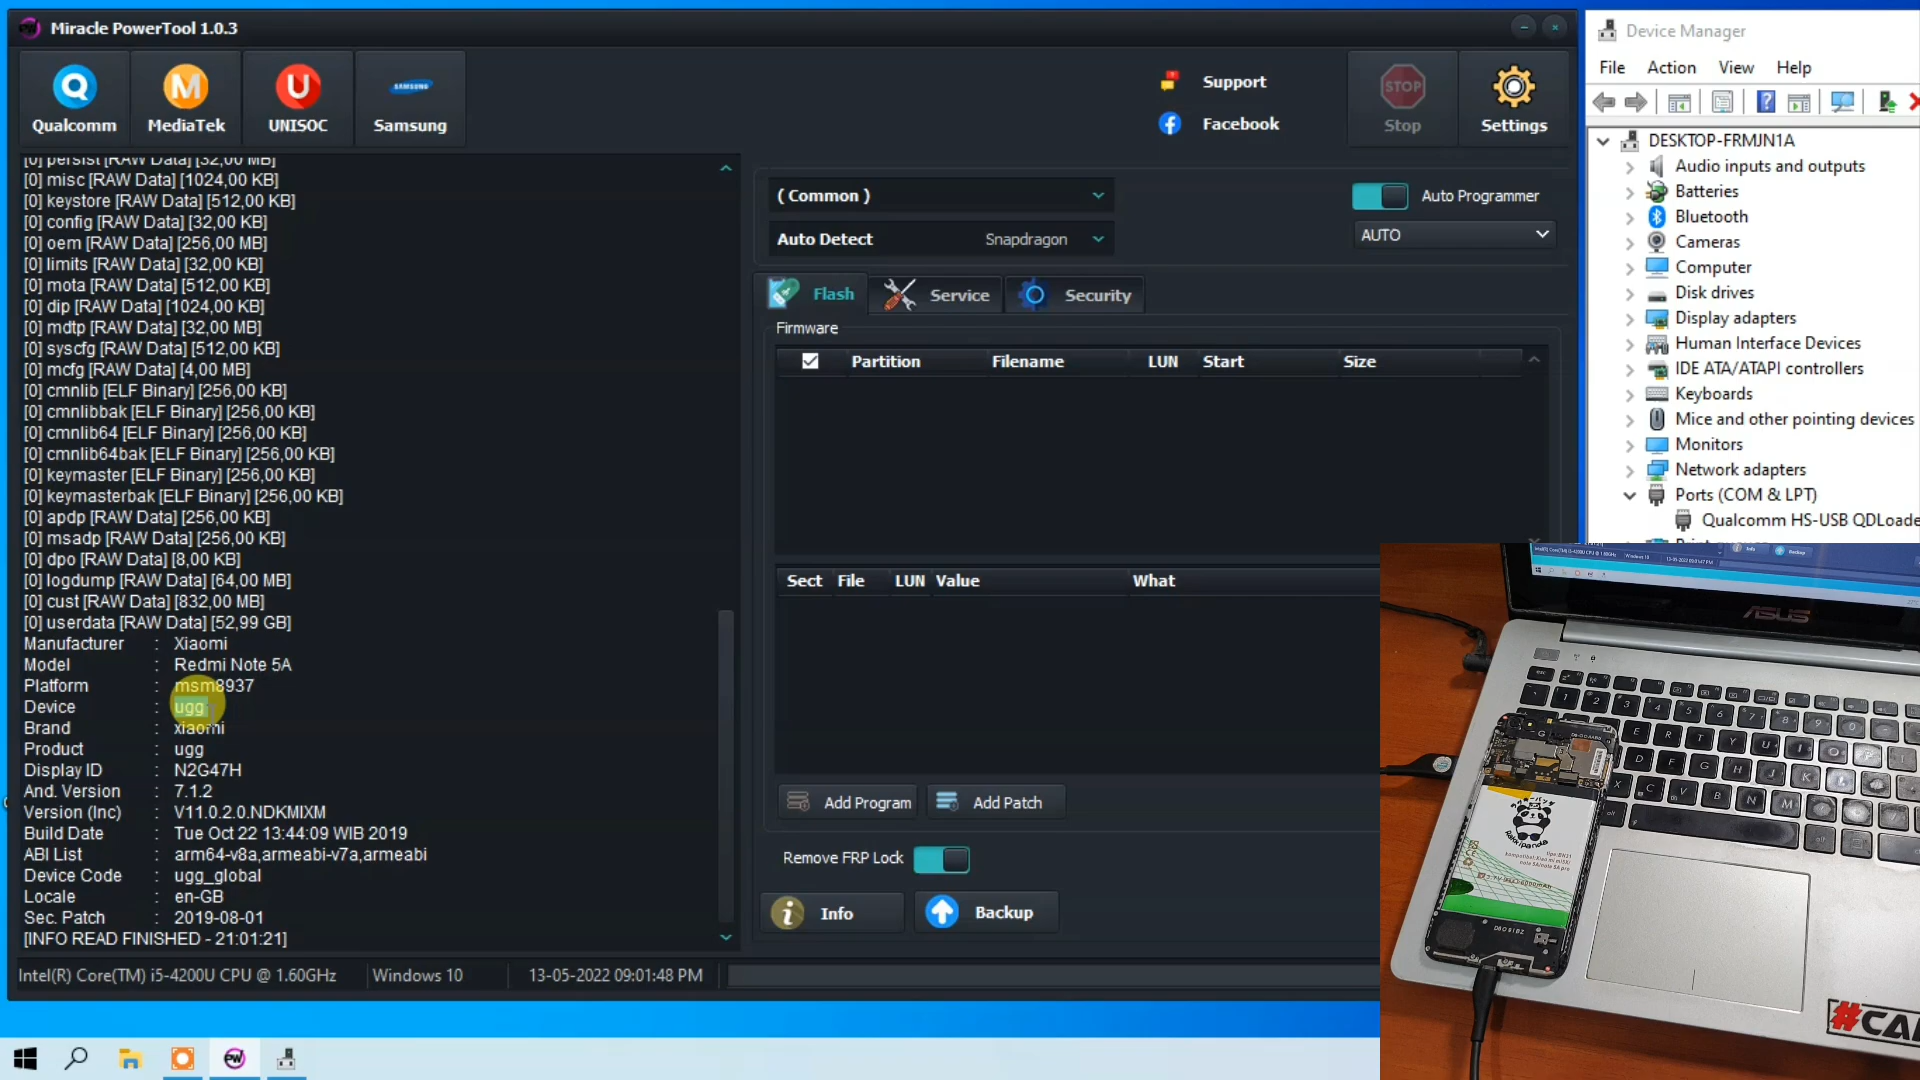 Miracle PowerTool 1.0.3
Qualcomm
MediaTek
UNISOC
SAMSUNG
Samsung
Support
Facebook
STOP
Stop
Settings
[0] persist [RAW Data] [32,00 MB]
[0] misc [RAW Data] [1024,00 KB]
[0] keystore [RAW Data] [512,00 KB]
[0] config [RAW Data] [32,00 KB]
[0] oem [RAW Data] [256,00 MB]
[0] limits [RAW Data] [32,00 KB]
[0] mota [RAW Data] [512,00 KB]
[0] dip [RAW Data] [1024,00 KB]
[0] mdtp [RAW Data] [32,00 MB]
[0] syscfg [RAW Data] [512,00 KB]
[0] mcfg [RAW Data] [4,00 MB]
[0] cmnlib [ELF Binary] [256,00 KB]
[0] cmnlibbak [ELF Binary] [256,00 KB]
[0] cmnlib64 [ELF Binary] [256,00 KB]
[0] cmnlib64bak [ELF Binary] [256,00 KB]
[0] keymaster [ELF Binary] [256,00 KB]
[0] keymasterbak [ELF Binary] [256,00 KB]
[0] apdp [RAW Data] [256,00 KB]
[0] msadp [RAW Data] [256,00 KB]
[0] dpo [RAW Data] [8,00 KB]
[0] logdump [RAW Data] [64,00 MB]
[0] cust [RAW Data] [832,00 MB]
[0] userdata [RAW Data] [52,99 GB]
Manufacturer : Xiaomi
Model : Redmi Note 5A
Platform : msm8937
Device : ugg
Brand : xiaomi
Product : ugg
Display ID : N2G47H
And. Version : 7.1.2
Version (Inc) : V11.0.2.0.NDKMIXM
Build Date : Tue Oct 22 13:44:09 WIB 2019
ABI List : arm64-v8a,armeabi-v7a,armeabi
Device Code : ugg_global
Locale : en-GB
Sec. Patch : 2019-08-01
[INFO READ FINISHED - 21:01:21]
( Common )
Auto Detect Snapdragon
Auto Programmer
AUTO
Flash
Service
Security
Firmware
Partition Filename LUN Start Size
Sect File LUN Value What
Add Program
Add Patch
Remove FRP Lock
Info
Backup
Intel(R) Core(TM) i5-4200U CPU @ 1.60GHz Windows 10 13-05-2022 09:01:48 PM
Device Manager
File Action View Help
DESKTOP-FRMJN1A
Audio inputs and outputs
Batteries
Bluetooth
Cameras
Computer
Disk drives
Display adapters
Human Interface Devices
IDE ATA/ATAPI controllers
Keyboards
Mice and other pointing devices
Monitors
Network adapters
Ports (COM & LPT)
Qualcomm HS-USB QDLoade
ASUS
Rakkipanda
#CA